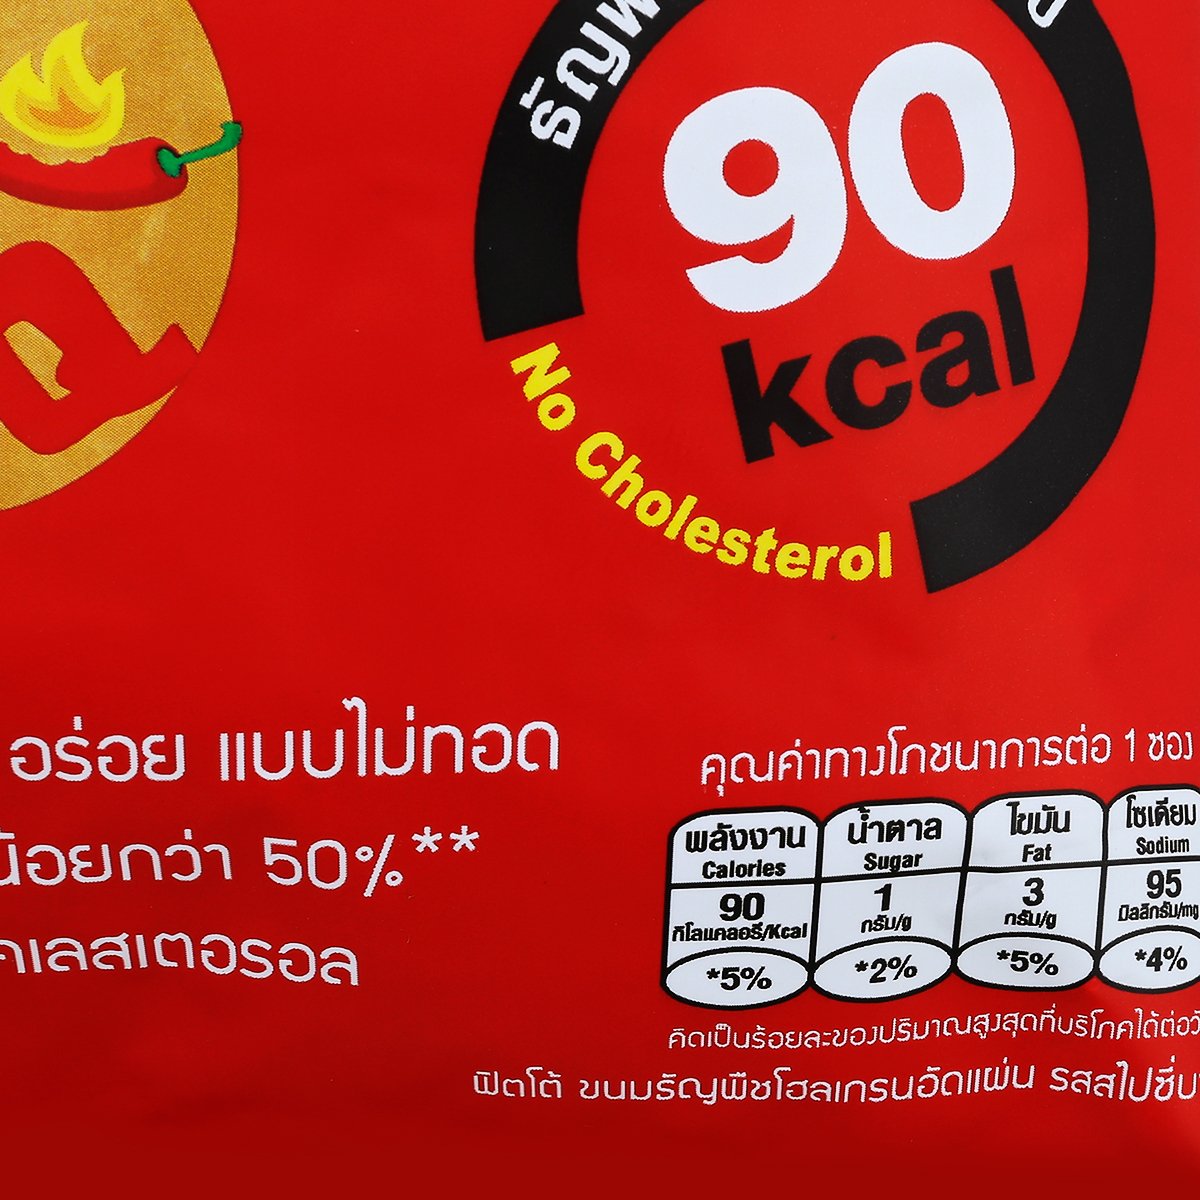 90
kcal
No Cholesterol
อร่อย แบบไม่ทอด
น้อยกว่า 50%**
คเลสเตอรอล
คุณค่าทางโภชนาการต่อ 1 ซอง
พลังงาน น้ำตาล ไขมัน โซเดียม
Calories Sugar Fat Sodium
90 1 3 95
กิโลแคลอรี/Kcal กรัม/g กรัม/g มิลลิกรัม/mg
*5% *2% *5% *4%
คิดเป็นร้อยละของปริมาณสูงสุดที่บริโภคได้ต่อวั
ฟิตโต้ ขนมธัญพืชโฮลเกรนอัดแผ่น รสสไปซี่บา